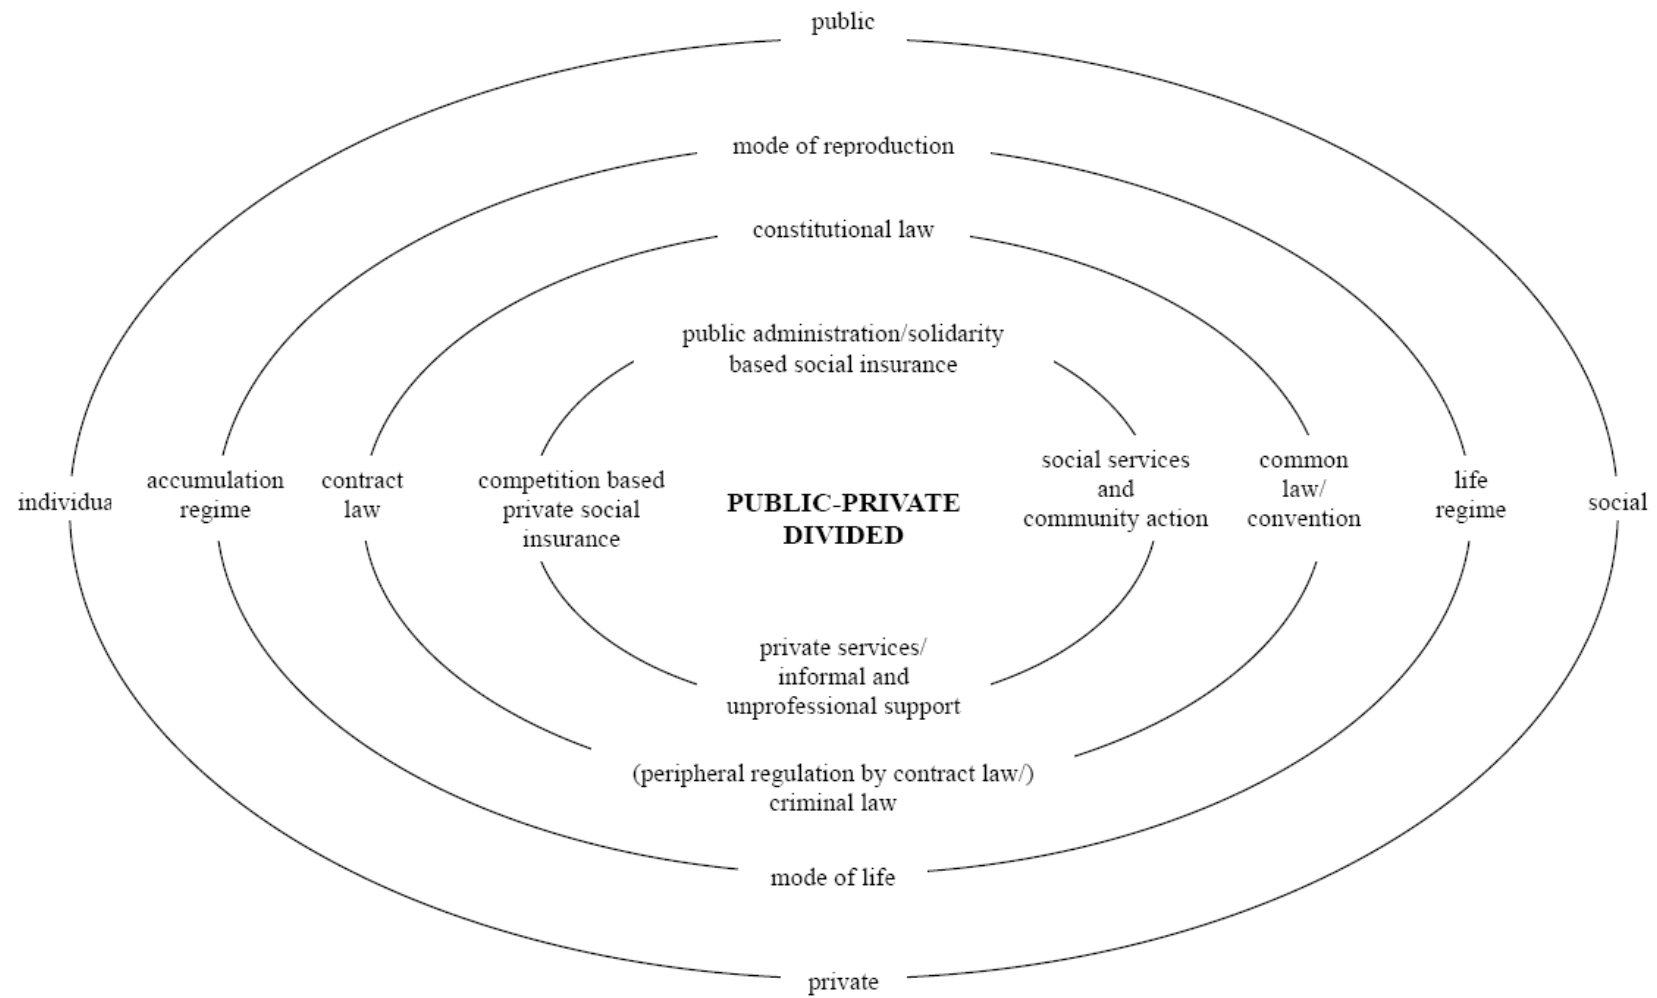 public
mode of reproduction
constitutional law
public administration/solidarity
based social insurance
individua
accumulation
regime
contract
law
competition based
private social
insurance
PUBLIC-PRIVATE
DIVIDED
social services
and
community action
common
law/
convention
life
regime
social
private services/
informal and
unprofessional support
(peripheral regulation by contract law/)
criminal law
mode of life
private